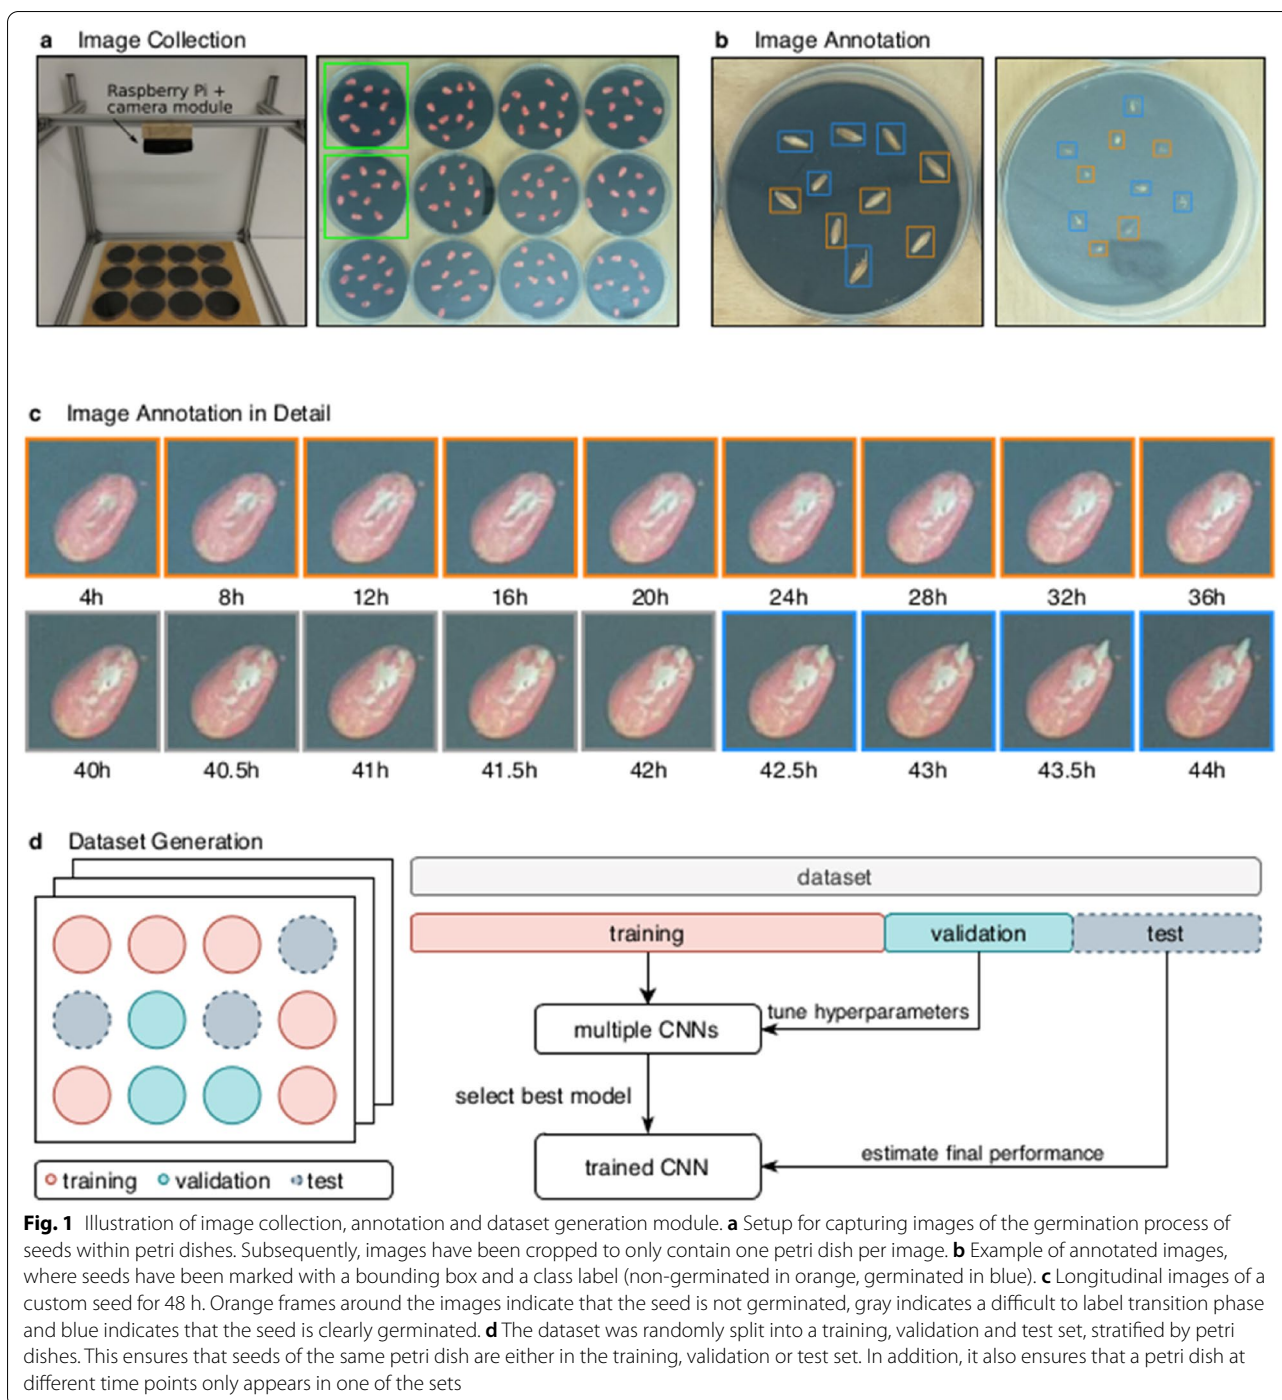 a Image Collection
Raspberry Pi +
camera module
b Image Annotation
c Image Annotation in Detail
4h 8h 12h 16h 20h 24h 28h 32h 36h
40h 40.5h 41h 41.5h 42h 42.5h 43h 43.5h 44h
d Dataset Generation
training validation test
dataset
training validation test
tune hyperparameters
multiple CNNs
select best model
trained CNN
estimate final performance
Fig. 1 Illustration of image collection, annotation and dataset generation module. a Setup for capturing images of the germination process of
seeds within petri dishes. Subsequently, images have been cropped to only contain one petri dish per image. b Example of annotated images,
where seeds have been marked with a bounding box and a class label (non-germinated in orange, germinated in blue). c Longitudinal images of a
custom seed for 48 h. Orange frames around the images indicate that the seed is not germinated, gray indicates a difficult to label transition phase
and blue indicates that the seed is clearly germinated. d The dataset was randomly split into a training, validation and test set, stratified by petri
dishes. This ensures that seeds of the same petri dish are either in the training, validation or test set. In addition, it also ensures that a petri dish at
different time points only appears in one of the sets